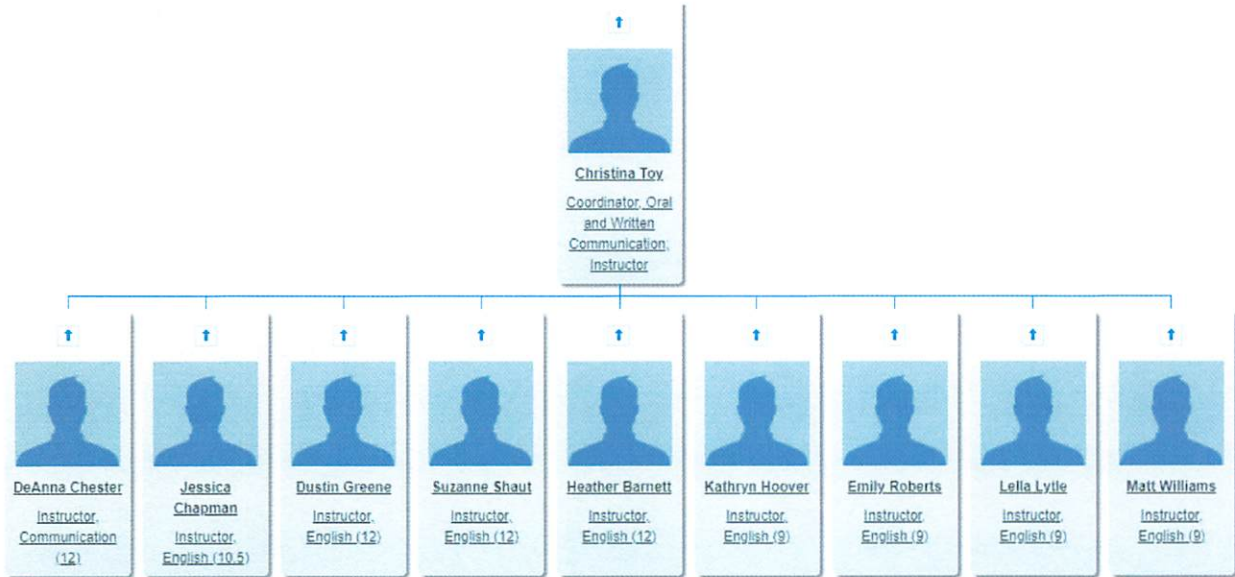 Christina Toy
Coordinator, Oral
and Written
Communication,
Instructor
DeAnna Chester
Instructor,
Communication
(12)
Jessica
Chapman
Instructor,
English (10.5)
Dustin Greene
Instructor,
English (12)
Suzanne Shaut
Instructor,
English (12)
Heather Barnett
Instructor,
English (12)
Kathryn Hoover
Instructor,
English (9)
Emily Roberts
Instructor,
English (9)
Lella Lytle
Instructor,
English (9)
Matt Williams
Instructor,
English (9)